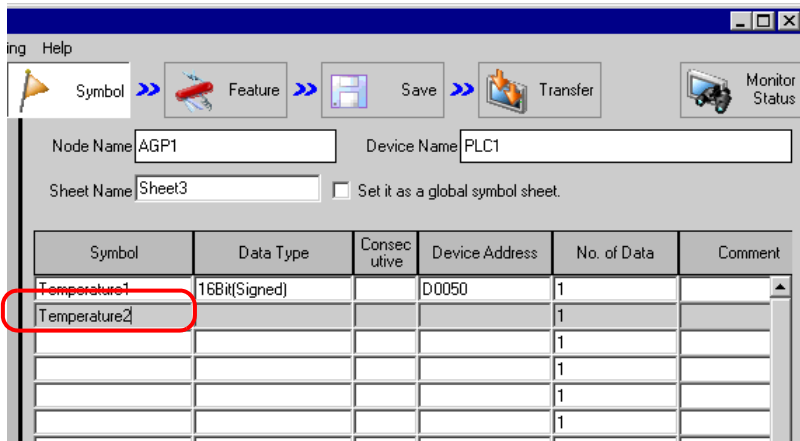 ing Help
Symbol Feature Save Transfer Monitor Status
Node Name AGP1 Device Name PLC1
Sheet Name Sheet3 Set it as a global symbol sheet.
Symbol Data Type Consec utive Device Address No. of Data Comment
Temperature1 16Bit(Signed) D0050 1
Temperature2 1
1
1
1
1